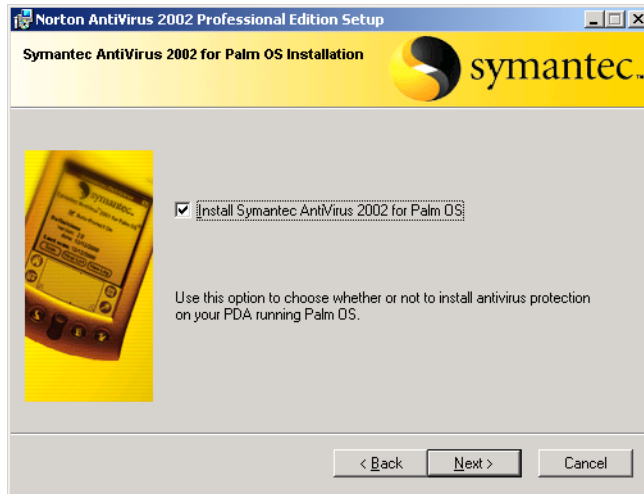 Norton AntiVirus 2002 Professional Edition Setup
Symantec AntiVirus 2002 for Palm OS Installation
symantec™
symantec.
Install Symantec AntiVirus 2002 for Palm OS
Use this option to choose whether or not to install antivirus protection
on your PDA running Palm OS.
< Back
Next >
Cancel